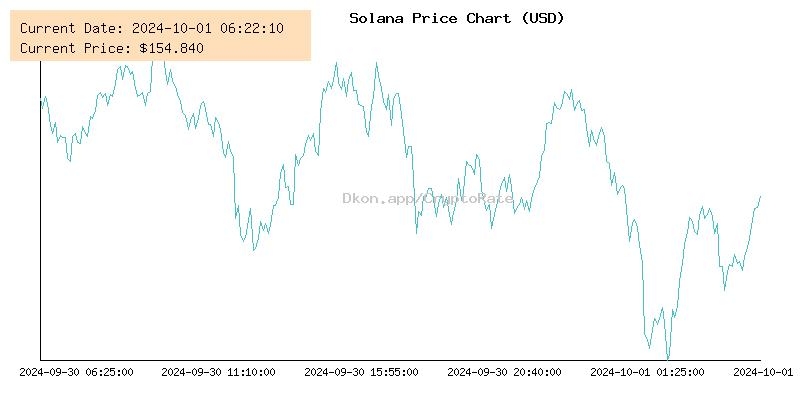 Solana Price Chart (USD)
Current Date: 2024-10-01 06:22:10
Current Price: $154.840
Dkon.app/CryptoRate
2024-09-30 06:25:00 2024-09-30 11:10:00 2024-09-30 15:55:00 2024-09-30 20:40:00 2024-10-01 01:25:00 2024-10-01